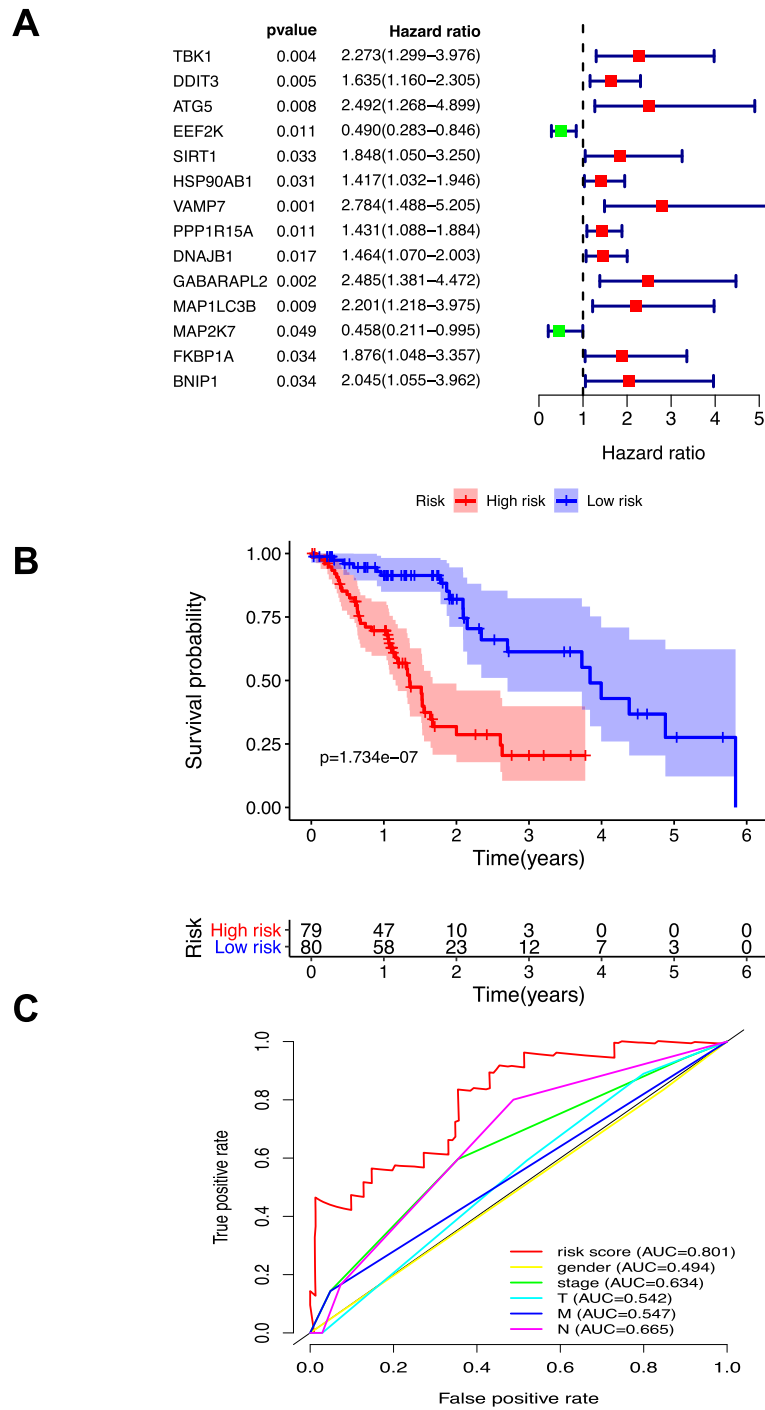 A
pvalue Hazard ratio
TBK1 0.004 2.273(1.299−3.976)
DDIT3 0.005 1.635(1.160−2.305)
ATG5 0.008 2.492(1.268−4.899)
EEF2K 0.011 0.490(0.283−0.846)
SIRT1 0.033 1.848(1.050−3.250)
HSP90AB1 0.031 1.417(1.032−1.946)
VAMP7 0.001 2.784(1.488−5.205)
PPP1R15A 0.011 1.431(1.088−1.884)
DNAJB1 0.017 1.464(1.070−2.003)
GABARAPL2 0.002 2.485(1.381−4.472)
MAP1LC3B 0.009 2.201(1.218−3.975)
MAP2K7 0.049 0.458(0.211−0.995)
FKBP1A 0.034 1.876(1.048−3.357)
BNIP1 0.034 2.045(1.055−3.962)
0 1 2 3 4 5
Hazard ratio
Risk High risk Low risk
B
Survival probability
1.00
0.75
0.50
0.25
0.00
p=1.734e−07
0 1 2 3 4 5 6
Time(years)
Risk
High risk 79 47 10 3 0 0 0
Low risk 80 58 23 12 7 3 0
0 1 2 3 4 5 6
Time(years)
C
True positive rate
1.0
0.8
0.6
0.4
0.2
0.0
risk score (AUC=0.801)
gender (AUC=0.494)
stage (AUC=0.634)
T (AUC=0.542)
M (AUC=0.547)
N (AUC=0.665)
0.0 0.2 0.4 0.6 0.8 1.0
False positive rate